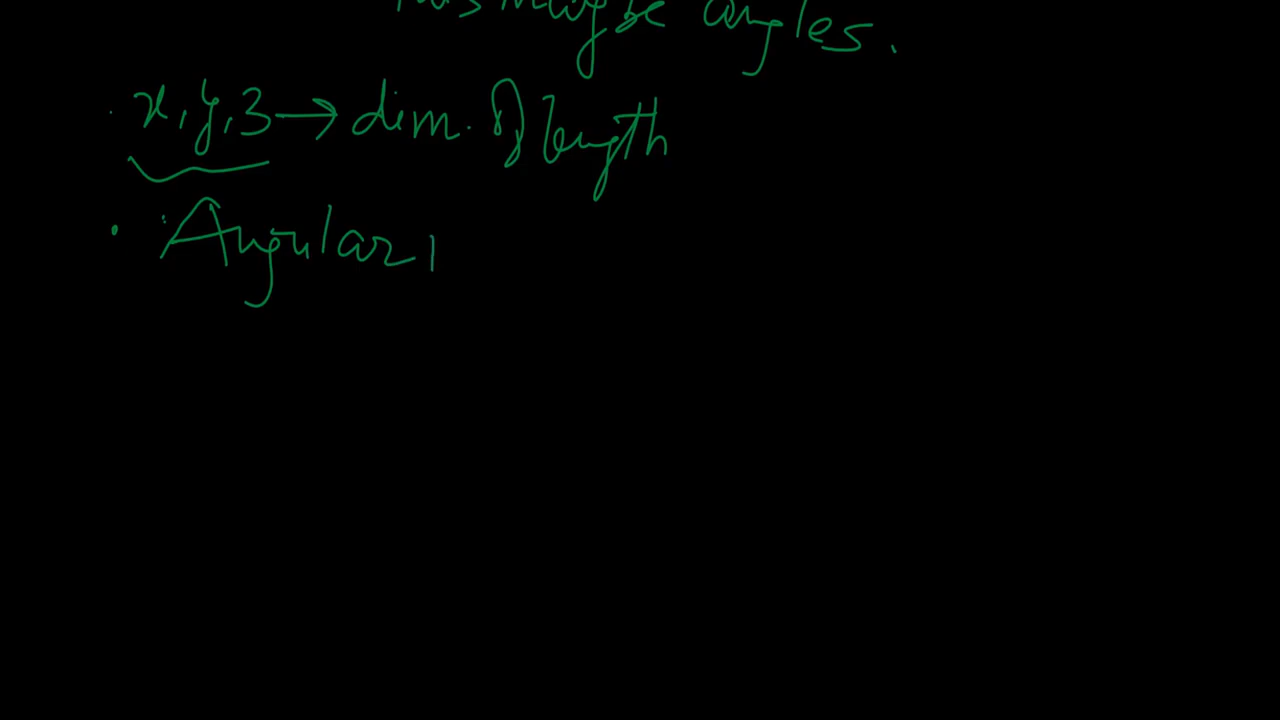 may be angles.
x, y, z → dim. of length
• Angular